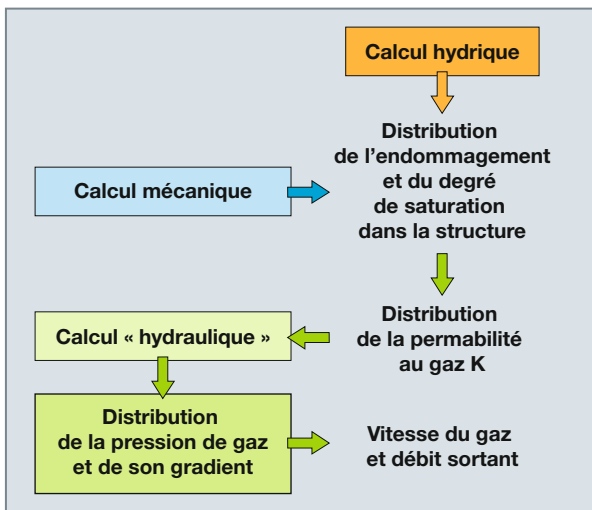 Calcul hydrique
Distribution
de l'endommagement
et du degré
de saturation
dans la structure
Calcul mécanique
Distribution
de la permabilité
au gaz K
Calcul « hydraulique »
Distribution
de la pression de gaz
et de son gradient
Vitesse du gaz
et débit sortant